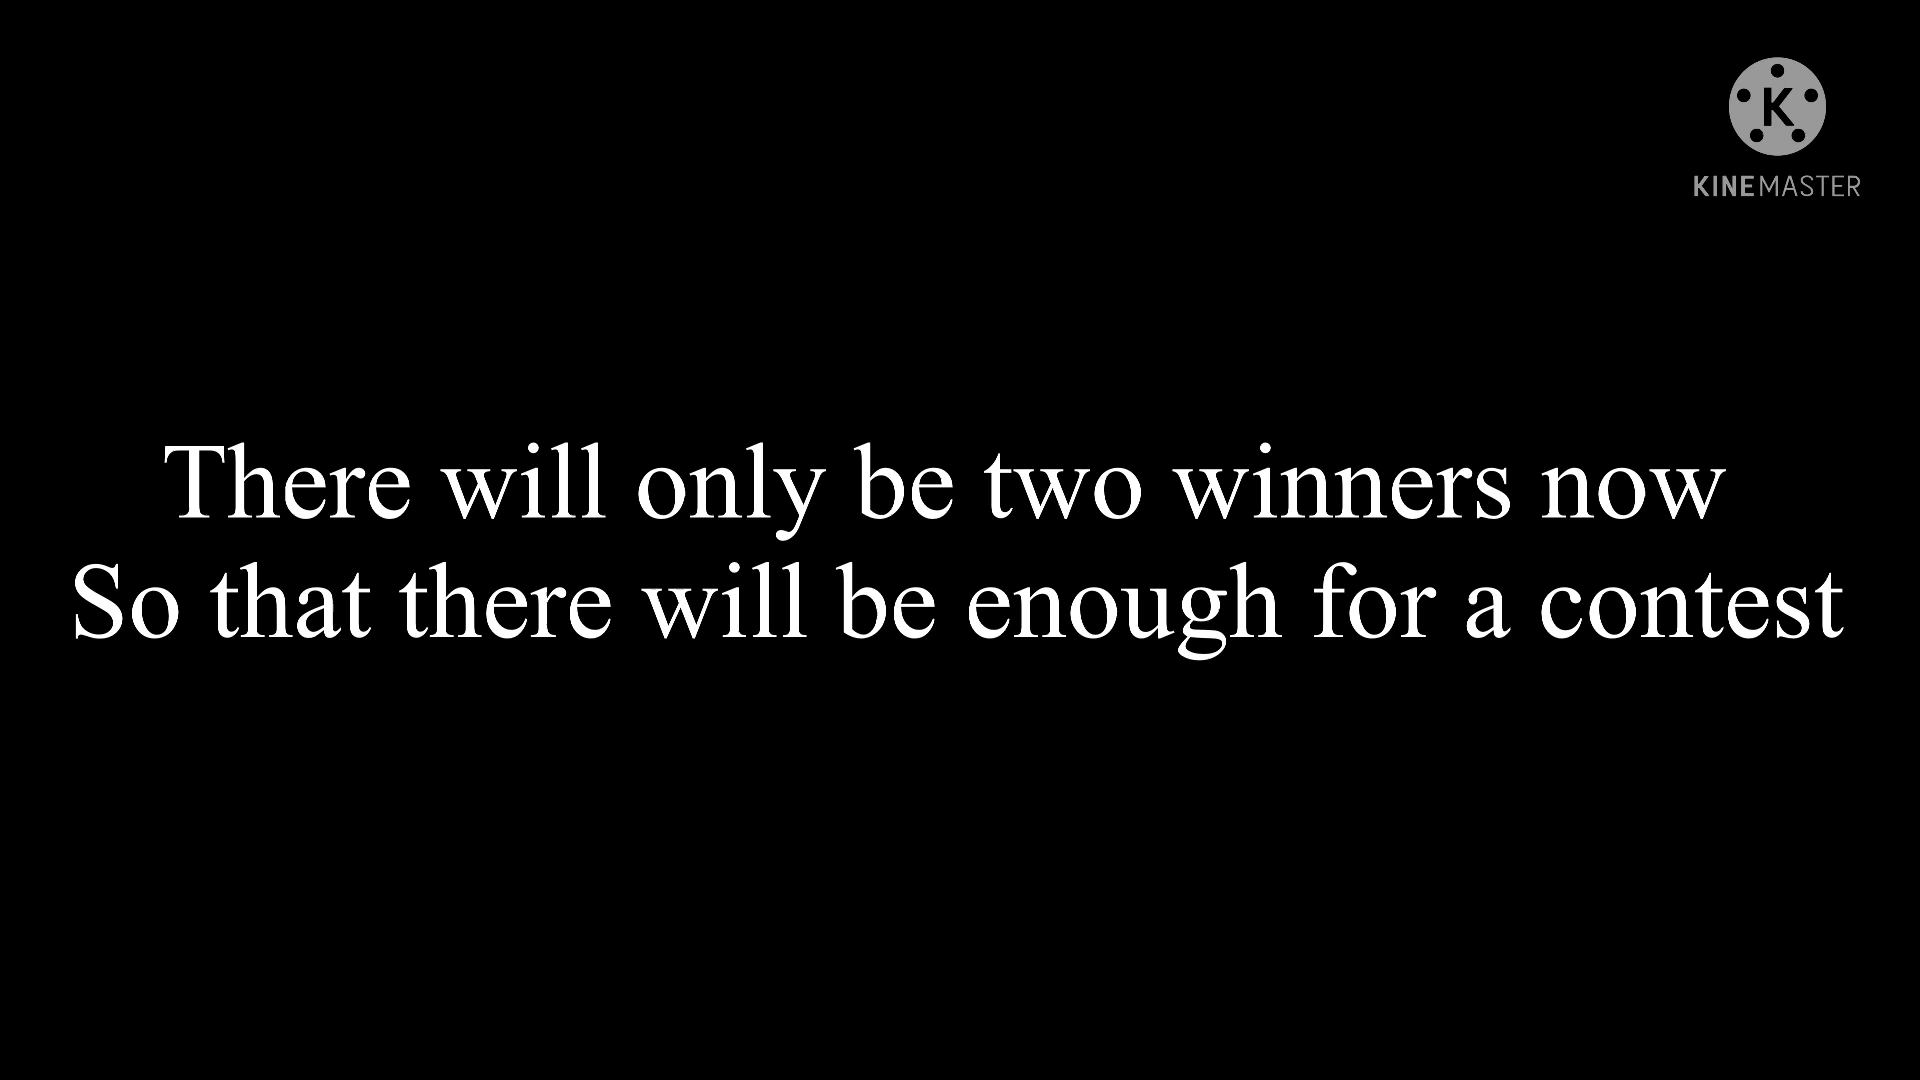 K
KINEMASTER
There will only be two winners now
So that there will be enough for a contest